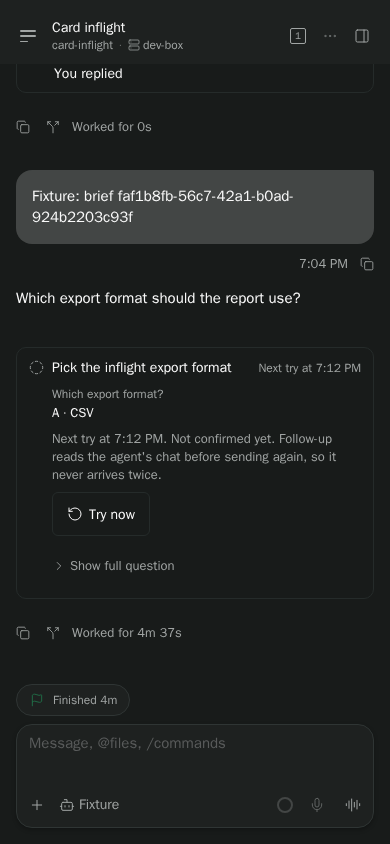 Card inflight
card-inflight · dev-box
1
You replied
Worked for 0s
Fixture: brief faf1b8fb-56c7-42a1-b0ad-
924b2203c93f
7:04 PM
Which export format should the report use?
Pick the inflight export format
Next try at 7:12 PM
Which export format?
A · CSV
Next try at 7:12 PM. Not confirmed yet. Follow-up
reads the agent's chat before sending again, so it
never arrives twice.
Try now
Show full question
Worked for 4m 37s
Finished 4m
Message, @files, /commands
Fixture